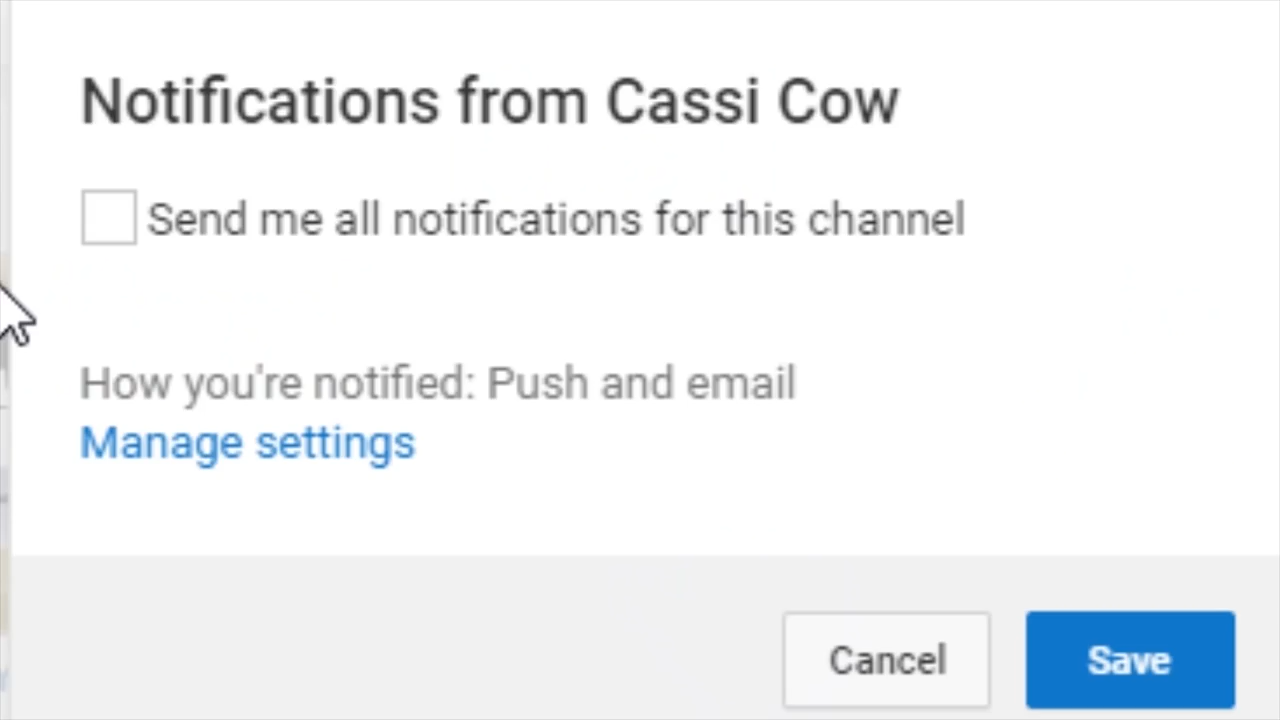 Notifications from Cassi Cow
Send me all notifications for this channel
How you're notified: Push and email
Manage settings
Cancel
Save